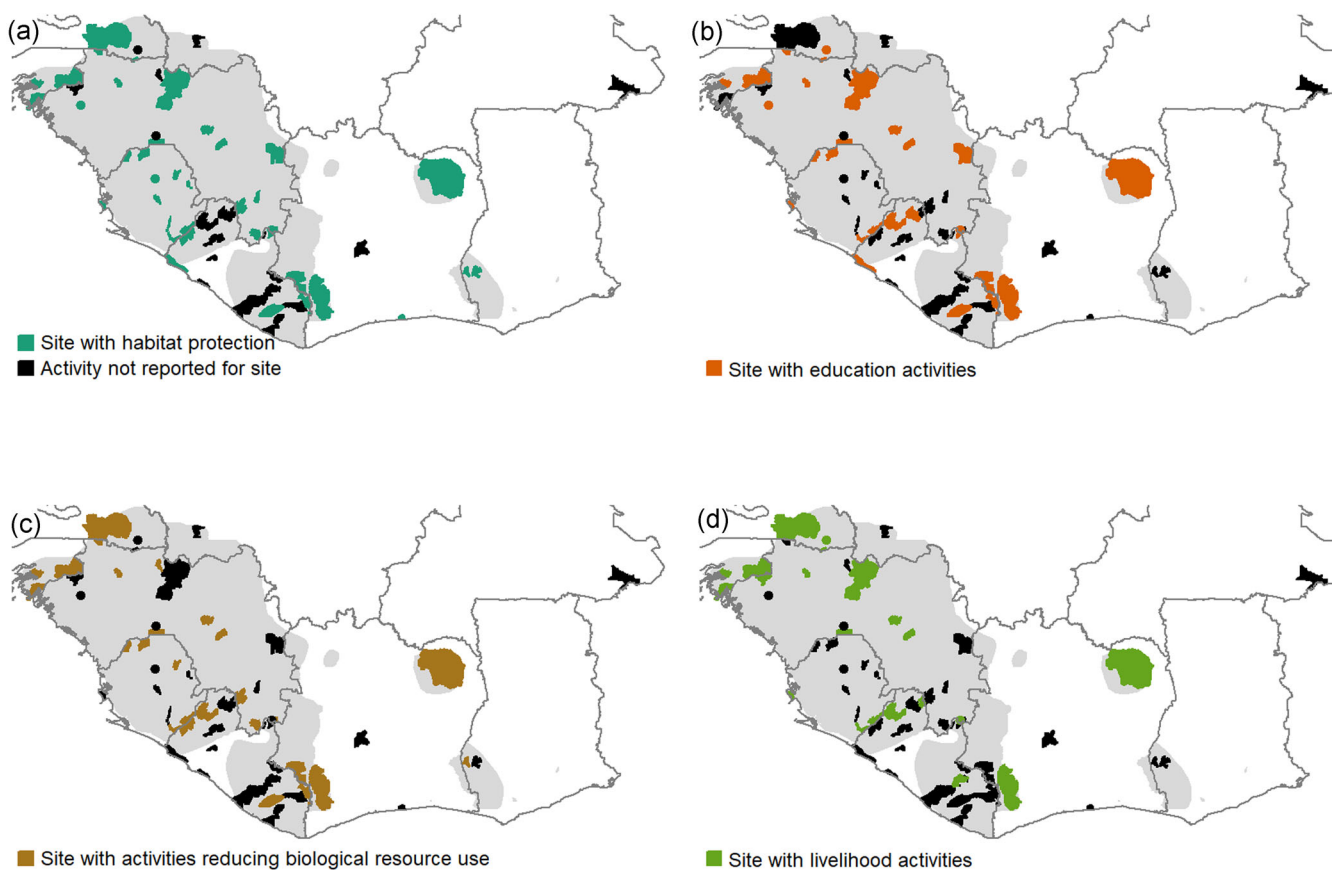 (a)
Site with habitat protection
Activity not reported for site
(b)
Site with education activities
(c)
Site with activities reducing biological resource use
(d)
Site with livelihood activities